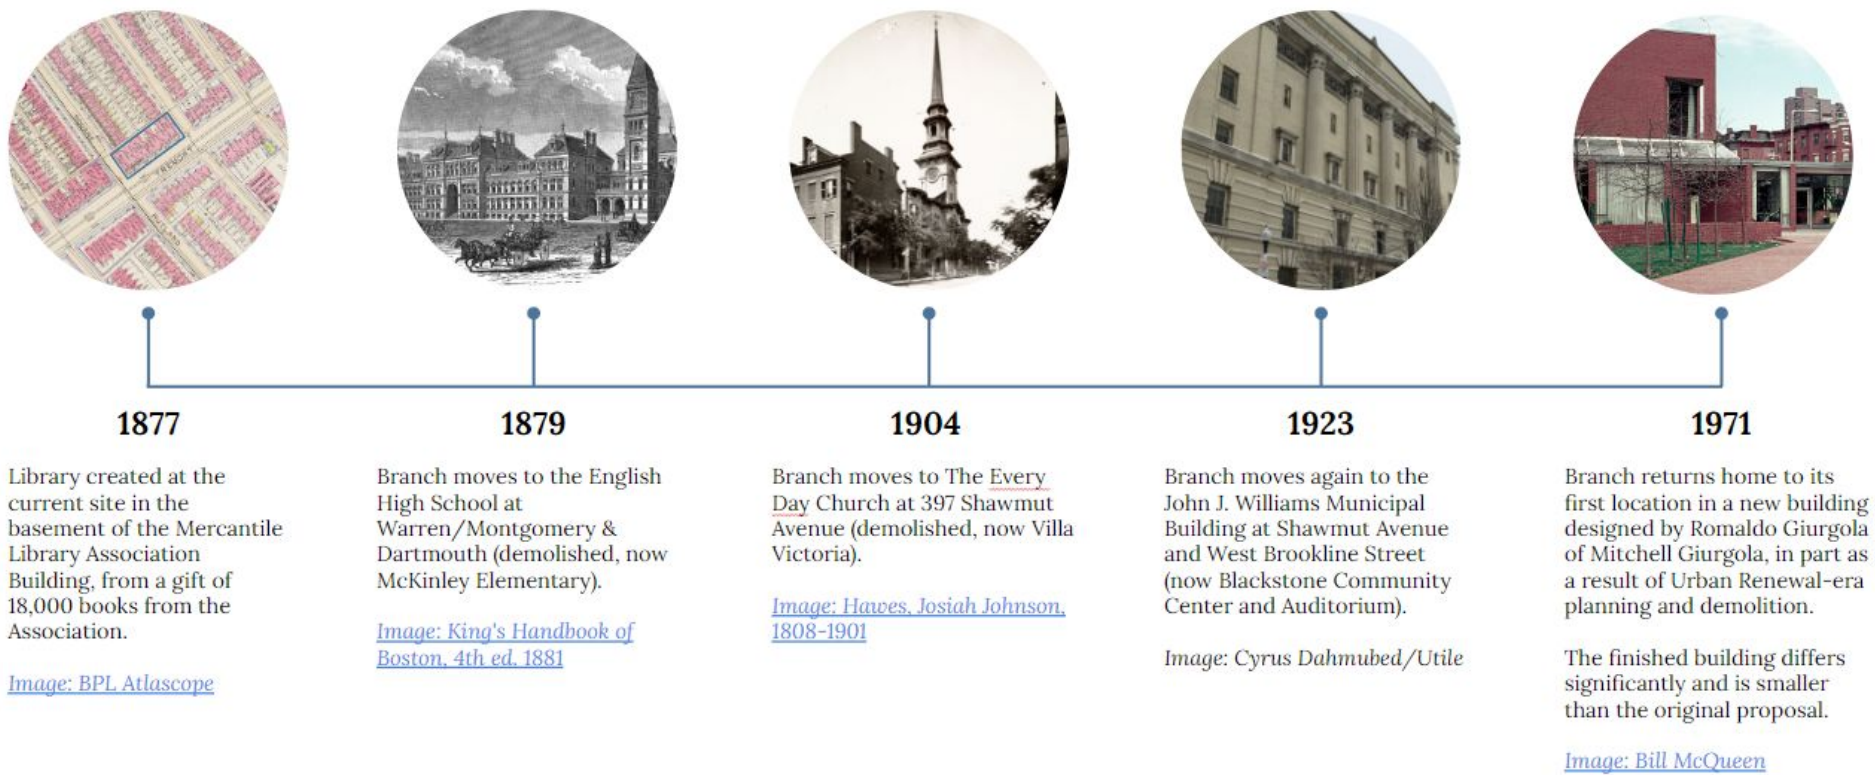 TREMONT
RUTLAND
1877
Library created at the
current site in the
basement of the Mercantile
Library Association
Building, from a gift of
18,000 books from the
Association.
Image: BPL Atlascope
1879
Branch moves to the English
High School at
Warren/Montgomery &
Dartmouth (demolished, now
McKinley Elementary).
Image: King's Handbook of
Boston, 4th ed. 1881
1904
Branch moves to The Every
Day Church at 397 Shawmut
Avenue (demolished, now Villa
Victoria).
Image: Hawes, Josiah Johnson,
1808-1901
1923
Branch moves again to the
John J. Williams Municipal
Building at Shawmut Avenue
and West Brookline Street
(now Blackstone Community
Center and Auditorium).
Image: Cyrus Dahmubed/Utile
1971
Branch returns home to its
first location in a new building
designed by Romaldo Giurgola
of Mitchell Giurgola, in part as
a result of Urban Renewal-era
planning and demolition.
The finished building differs
significantly and is smaller
than the original proposal.
Image: Bill McQueen